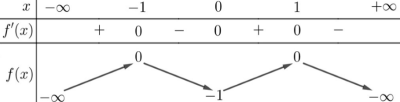 x −∞ −1 0 1 +∞
f′(x) + 0 − 0 + 0 −
0 0
f(x)
−∞ −1 −∞